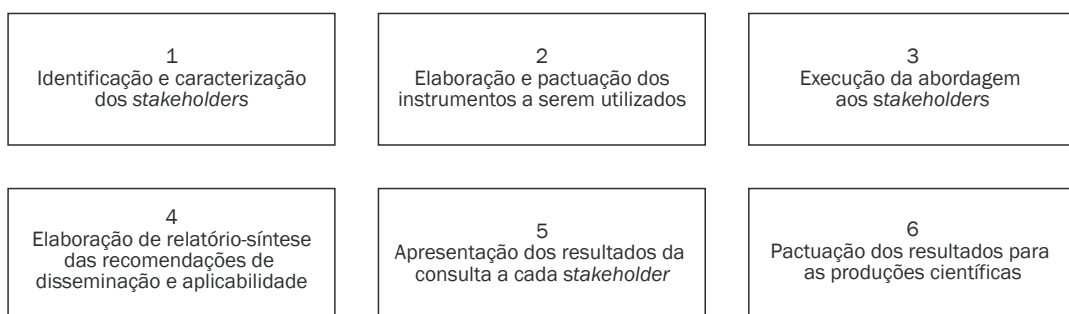 1
Identificação e caracterização
dos stakeholders
2
Elaboração e pactuação dos
instrumentos a serem utilizados
3
Execução da abordagem
aos stakeholders
4
Elaboração de relatório-síntese
das recomendações de
disseminação e aplicabilidade
5
Apresentação dos resultados da
consulta a cada stakeholder
6
Pactuação dos resultados para
as produções científicas